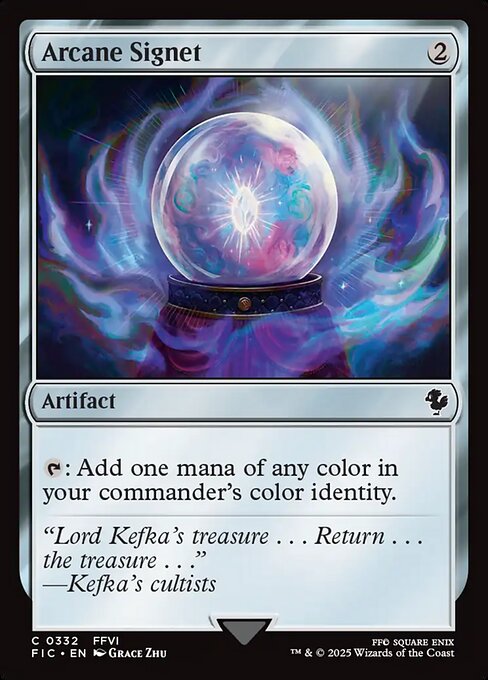 Arcane Signet 2
Artifact
: Add one mana of any color in
your commander's color identity.
“Lord Kefka's treasure . . . Return . . .
the treasure . . .”
—Kefka's cultists
C 0332 FFVI
FIC • EN Grace Zhu
FF© SQUARE ENIX
™ & © 2025 Wizards of the Coast